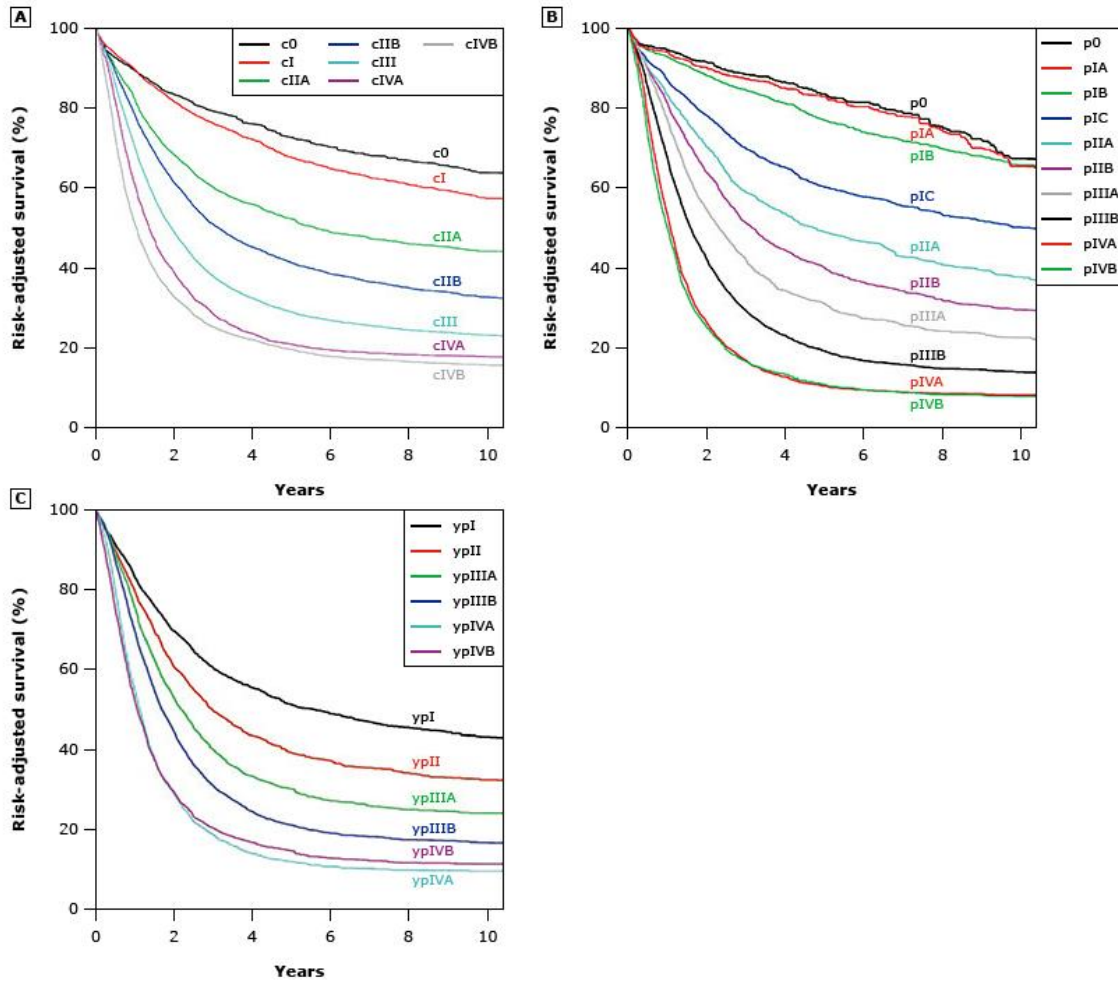 A
Risk-adjusted survival (%)
100
80
60
40
20
0
c0 cIIB cIVB
cI cIII
cIIA cIVA
c0
cI
cIIA
cIIB
cIII
cIVA
cIVB
0 2 4 6 8 10
Years
B
Risk-adjusted survival (%)
100
80
60
40
20
0
p0
pIA
pIB
pIC
pIIA
pIIB
pIIIA
pIIIB
pIVA
pIVB
p0
pIA
pIB
pIC
pIIA
pIIB
pIIIA
pIIIB
pIVA
pIVB
0 2 4 6 8 10
Years
C
Risk-adjusted survival (%)
100
80
60
40
20
0
ypI
ypII
ypIIIA
ypIIIB
ypIVA
ypIVB
ypI
ypII
ypIIIA
ypIIIB
ypIVB
ypIVA
0 2 4 6 8 10
Years